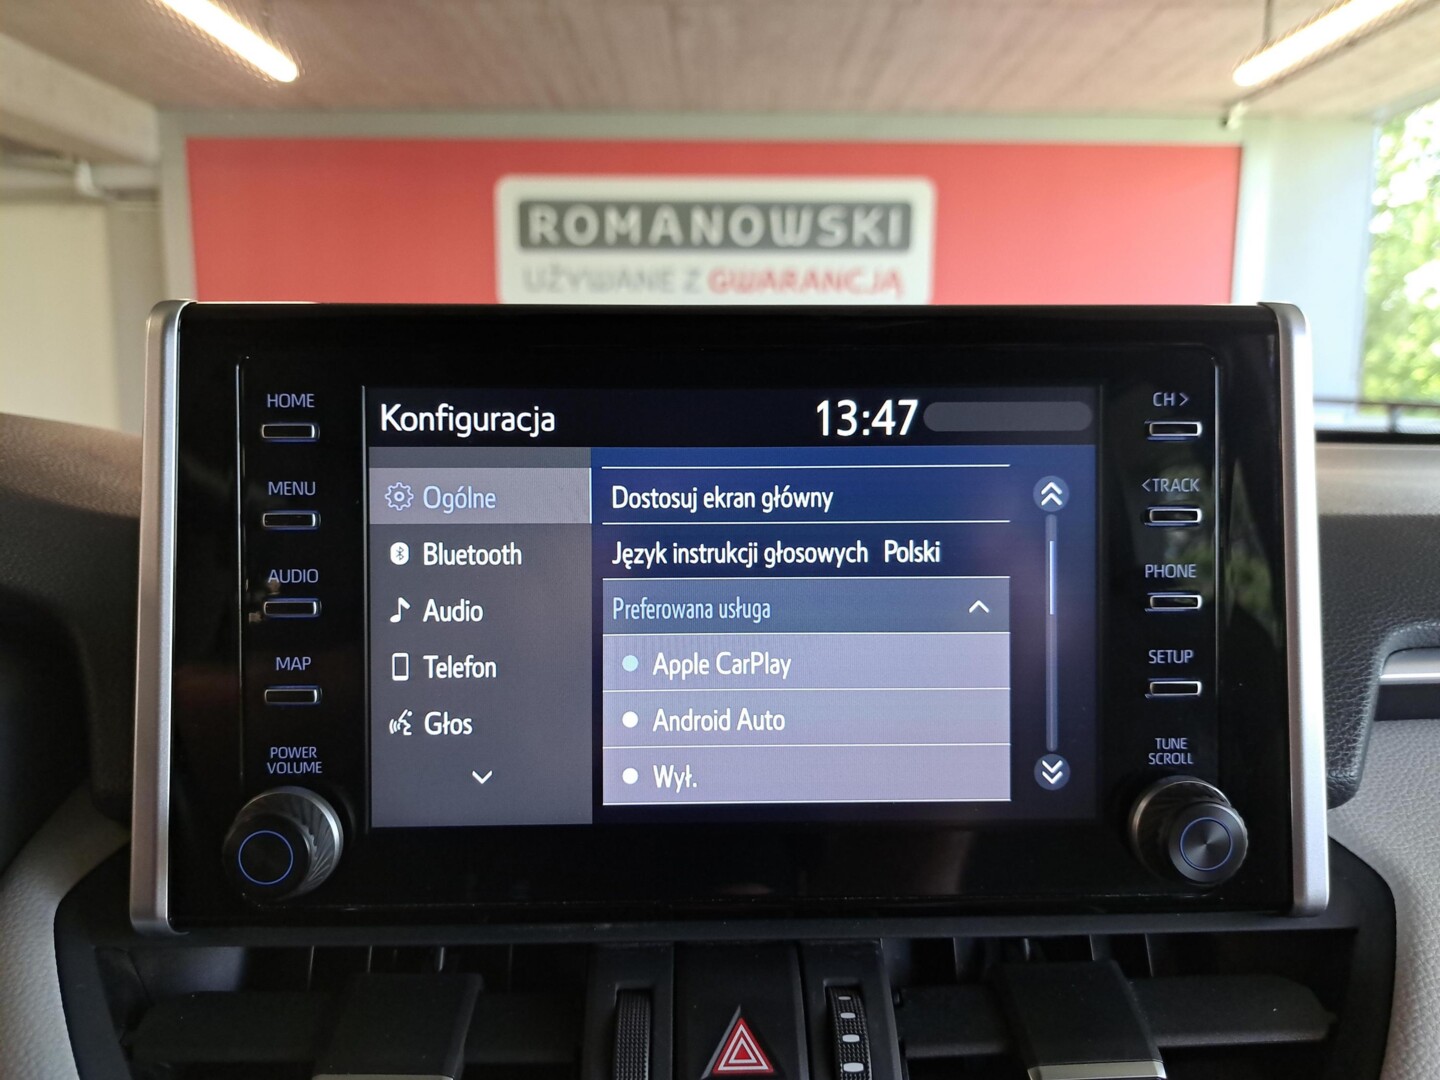 ROMANOWSKI
UŻYWANE Z GWARANCJĄ
HOME
MENU
AUDIO
MAP
POWER
VOLUME
Konfiguracja 13:47
Ogólne
Bluetooth
Audio
Telefon
Głos
Dostosuj ekran główny
Język instrukcji głosowych Polski
Preferowana usługa
Apple CarPlay
Android Auto
Wył.
CH >
< TRACK
PHONE
SETUP
TUNE
SCROLL